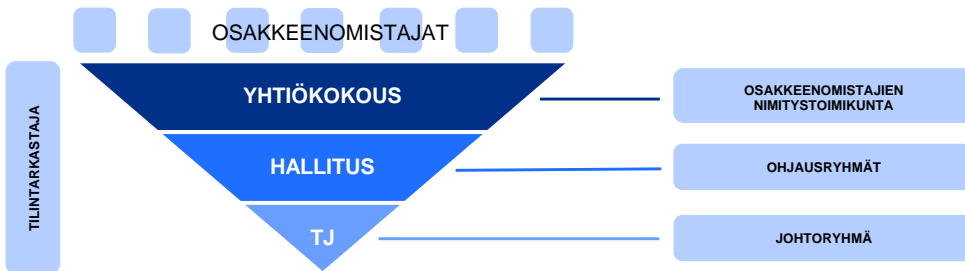 OSAKKEENOMISTAJAT
TILINTARKASTAJA
YHTIÖKOKOUS
OSAKKEENOMISTAJIEN
NIMITYSTOIMIKUNTA
HALLITUS
OHJAUSRYHMÄT
TJ
JOHTORYHMÄ